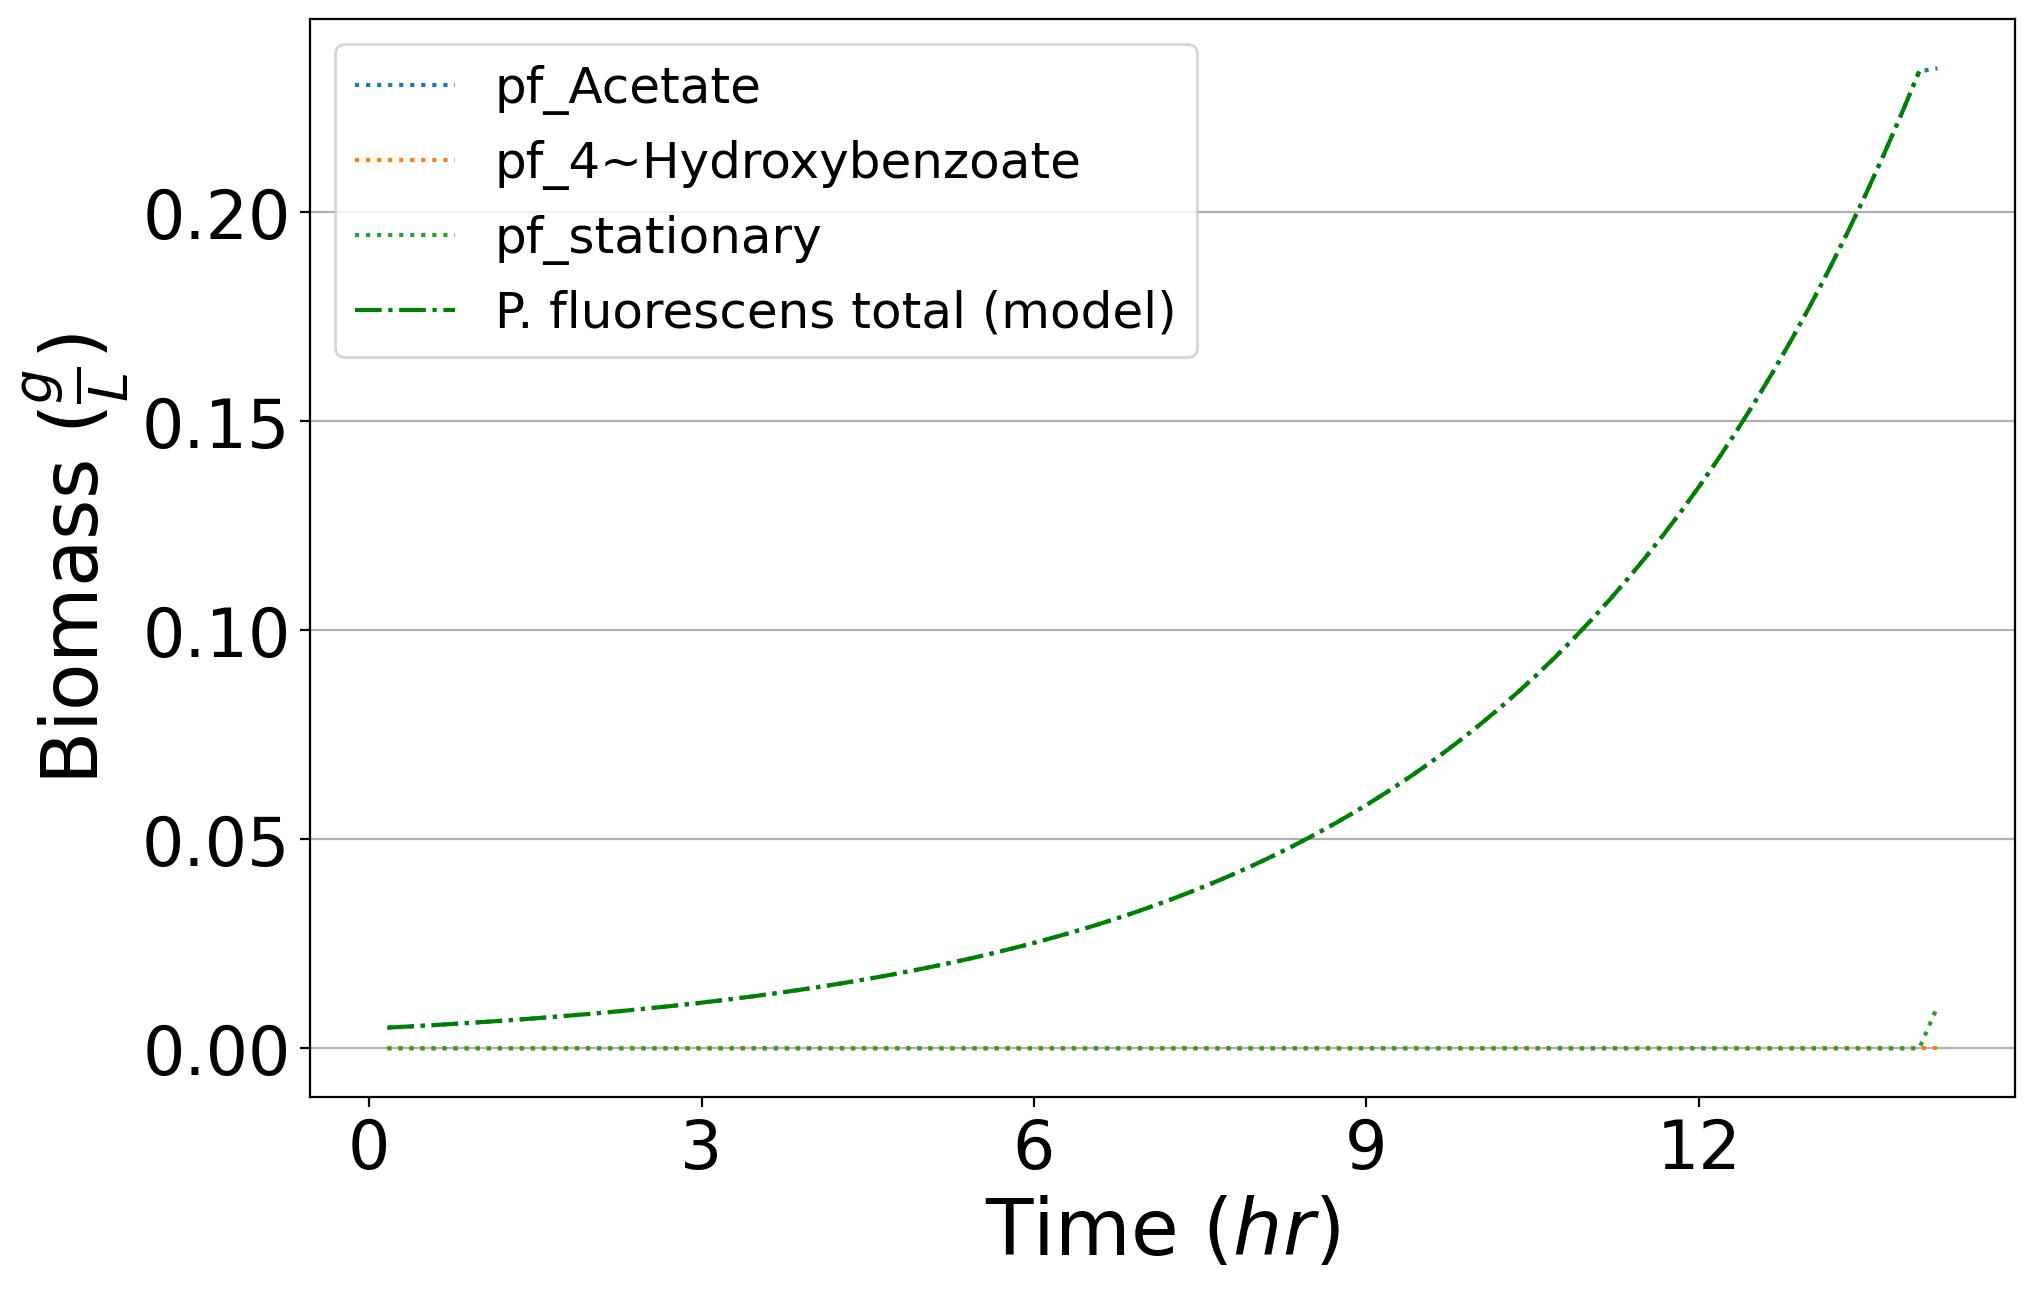 pf_Acetate
pf_4~Hydroxybenzoate
pf_stationary
P. fluorescens total (model)
0.20
0.15
0.10
0.05
0.00
Biomass (g/L)
0 3 6 9 12
Time (hr)